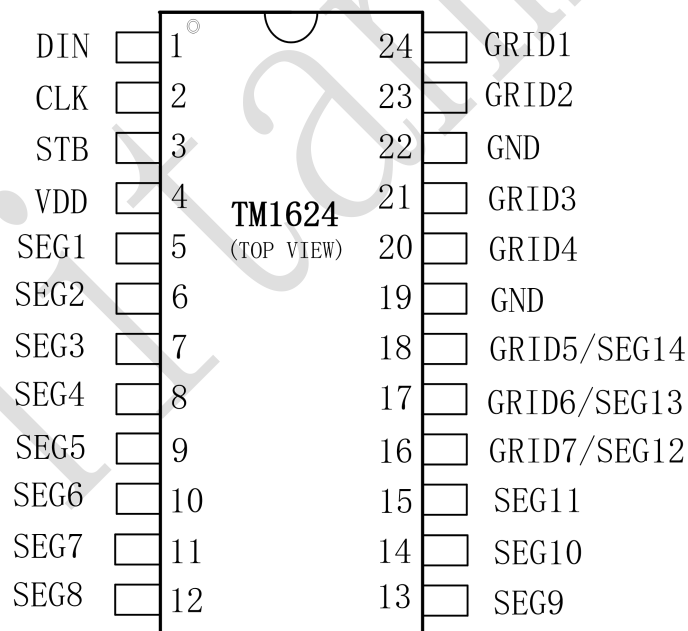 DIN 1 24 GRID1
CLK 2 23 GRID2
STB 3 22 GND
VDD 4 21 GRID3
TM1624
SEG1 5 (TOP VIEW) 20 GRID4
SEG2 6 19 GND
SEG3 7 18 GRID5/SEG14
SEG4 8 17 GRID6/SEG13
SEG5 9 16 GRID7/SEG12
SEG6 10 15 SEG11
SEG7 11 14 SEG10
SEG8 12 13 SEG9